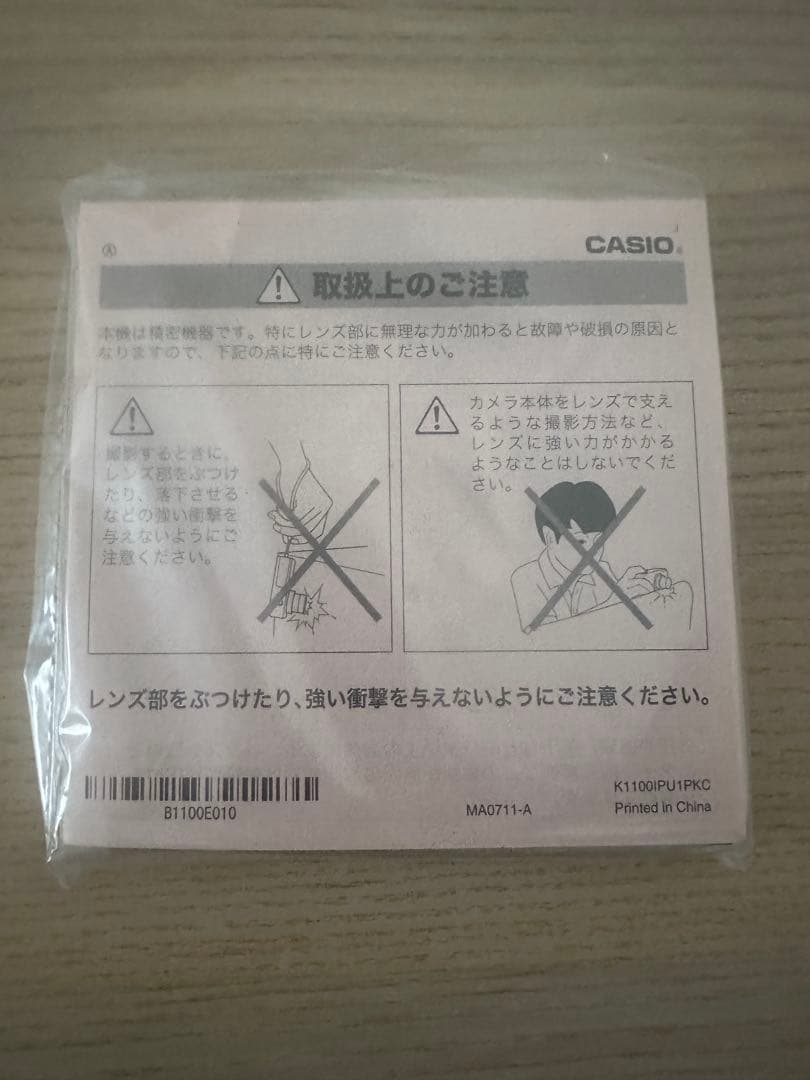 Ⓐ
CASIO
取扱上のご注意
本機は精密機器です。特にレンズ部に無理な力が加わると故障や破損の原因と
なりますので、下記の点に特にご注意ください。
撮影するときに、
レンズ部をぶつけ
たり、落下させる
などの強い衝撃を
与えないようにご
注意ください。
カメラ本体をレンズで支え
るような撮影方法など、
レンズに強い力がかかる
ようなことはしないでくだ
さい。
レンズ部をぶつけたり、強い衝撃を与えないようにご注意ください。
B1100E010
MA0711-A
K1100IPU1PKC
Printed in China